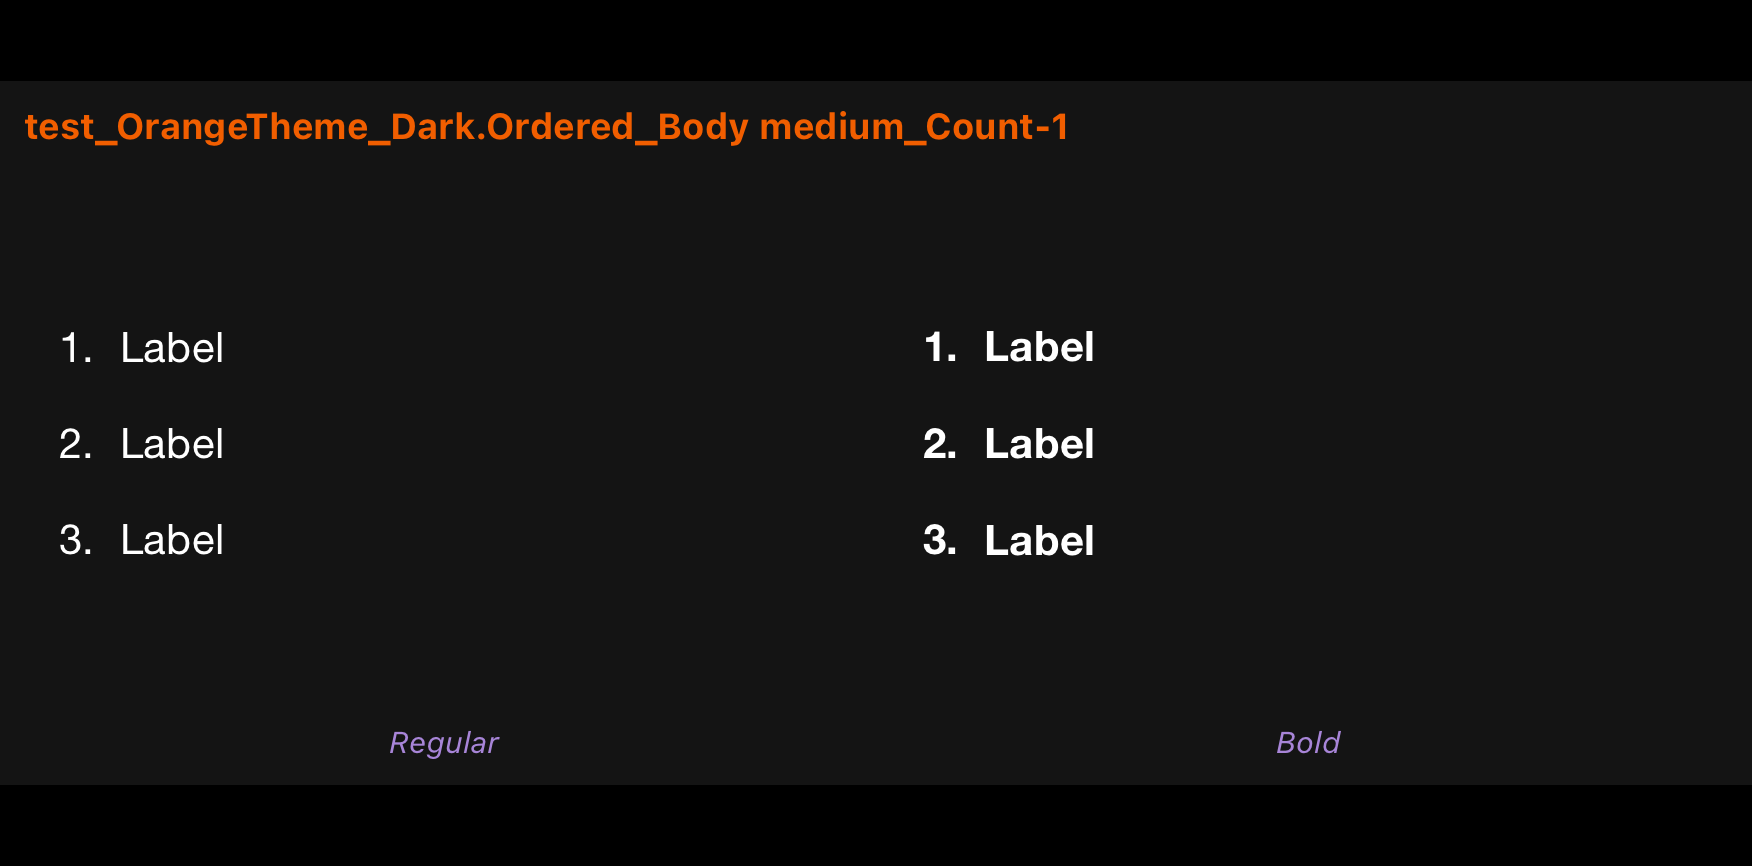 test_OrangeTheme_Dark.Ordered_Body medium_Count-1
1. Label
2. Label
3. Label
1. Label
2. Label
3. Label
Regular
Bold